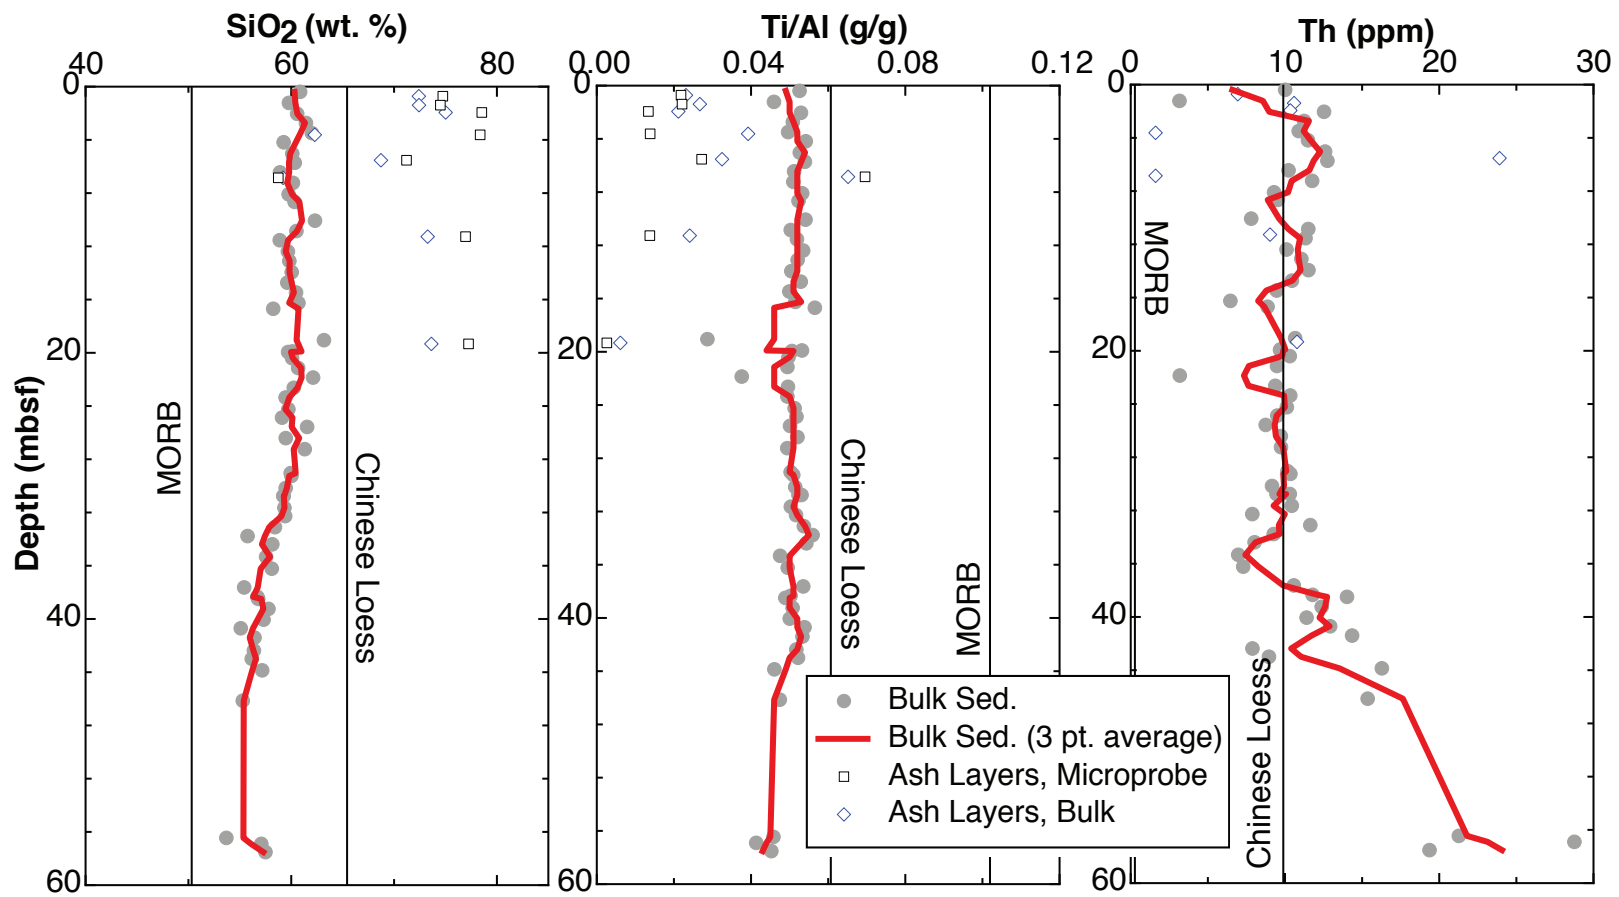 SiO2 (wt. %)
Ti/Al (g/g)
Th (ppm)
40
60
80
0.00
0.04
0.08
0.12
0
10
20
30
0
20
40
60
0
20
40
60
0
20
40
60
Depth (mbsf)
MORB
Chinese Loess
Chinese Loess
MORB
MORB
Chinese Loess
Bulk Sed.
Bulk Sed. (3 pt. average)
Ash Layers, Microprobe
Ash Layers, Bulk